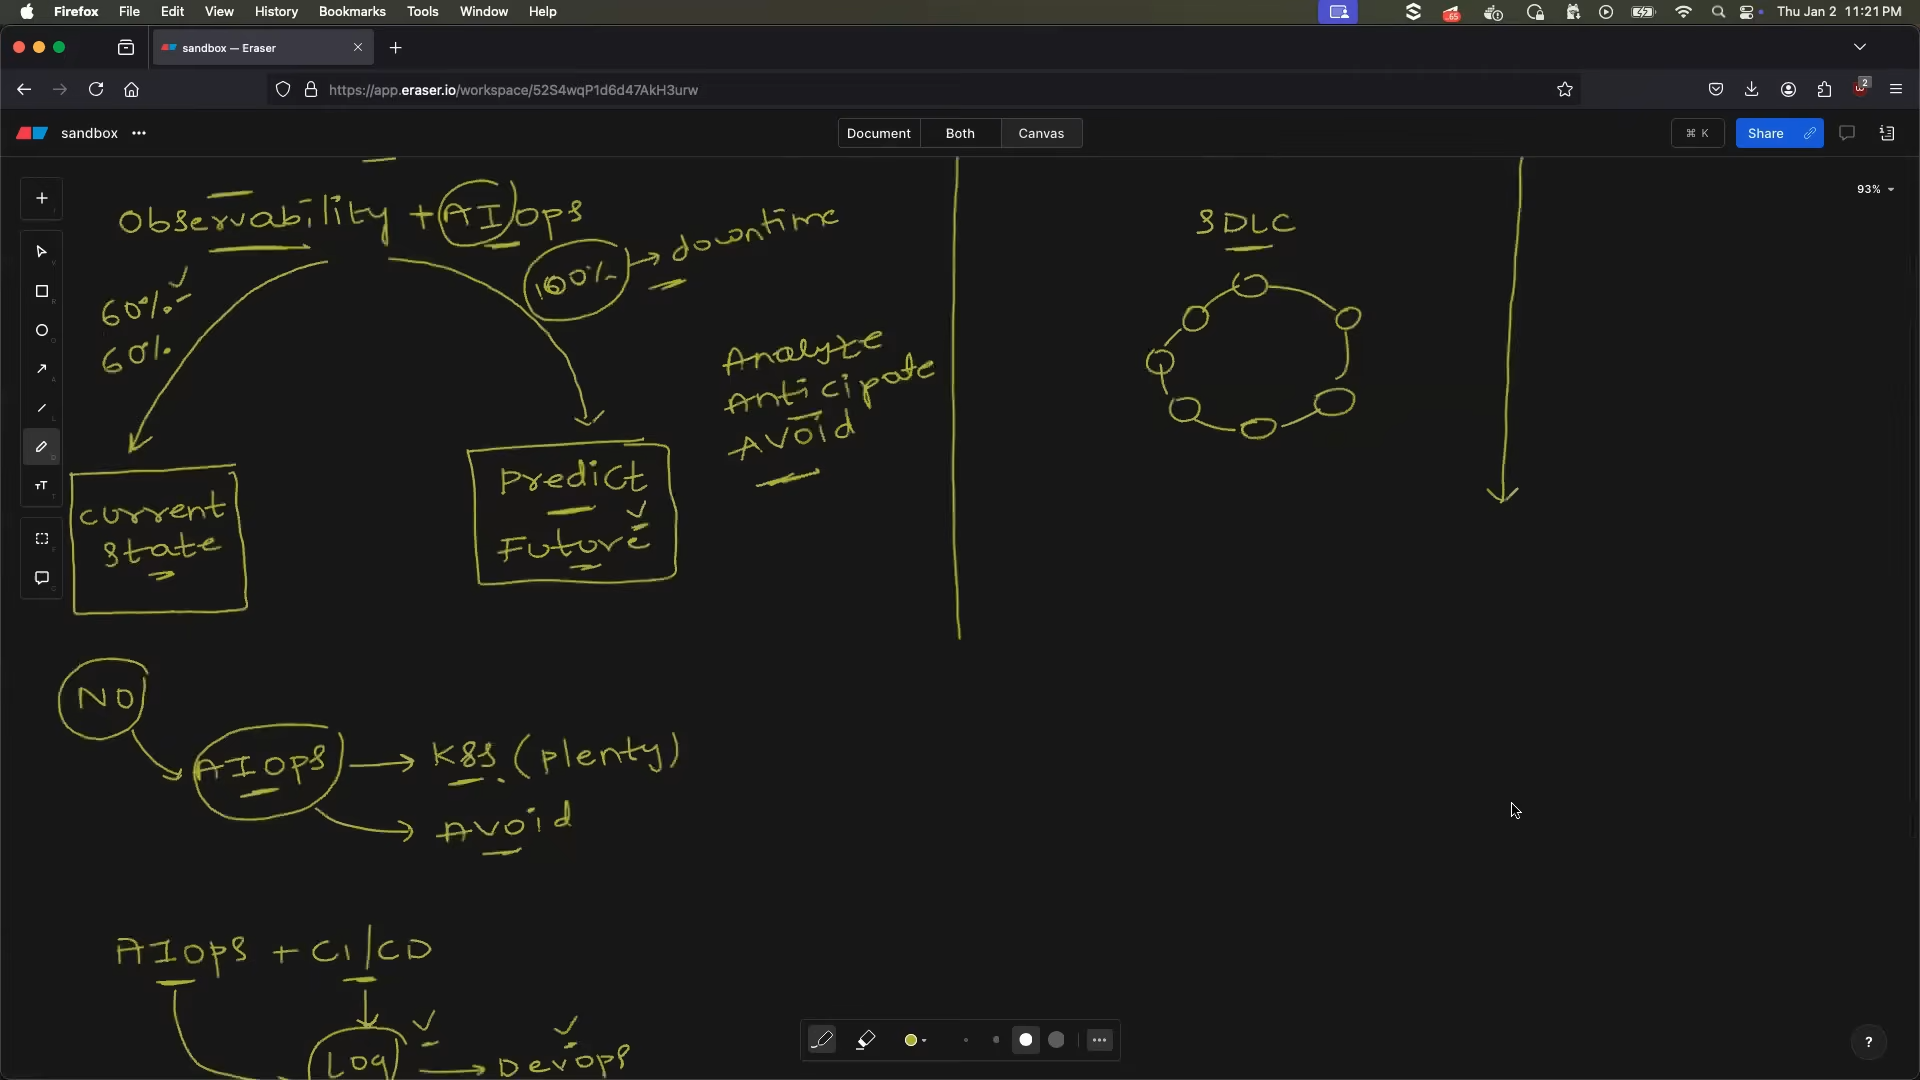 Firefox File Edit View History Bookmarks Tools Window Help
.65
Thu Jan 2 11:21 PM
sandbox — Eraser
https://app.eraser.io/workspace/52S4wqP1d6d47AkH3urw
2
sandbox
Document Both Canvas
⌘ K
Share
93%
Observability + AIops
100% → downtime
60%.
60%.
Analyze
Anticipate
Avoid
current
state
Predict
Future
SDLC
NO
AIops → K8s (plenty)
Avoid
AIops + CI/CD
Log → Devops
?